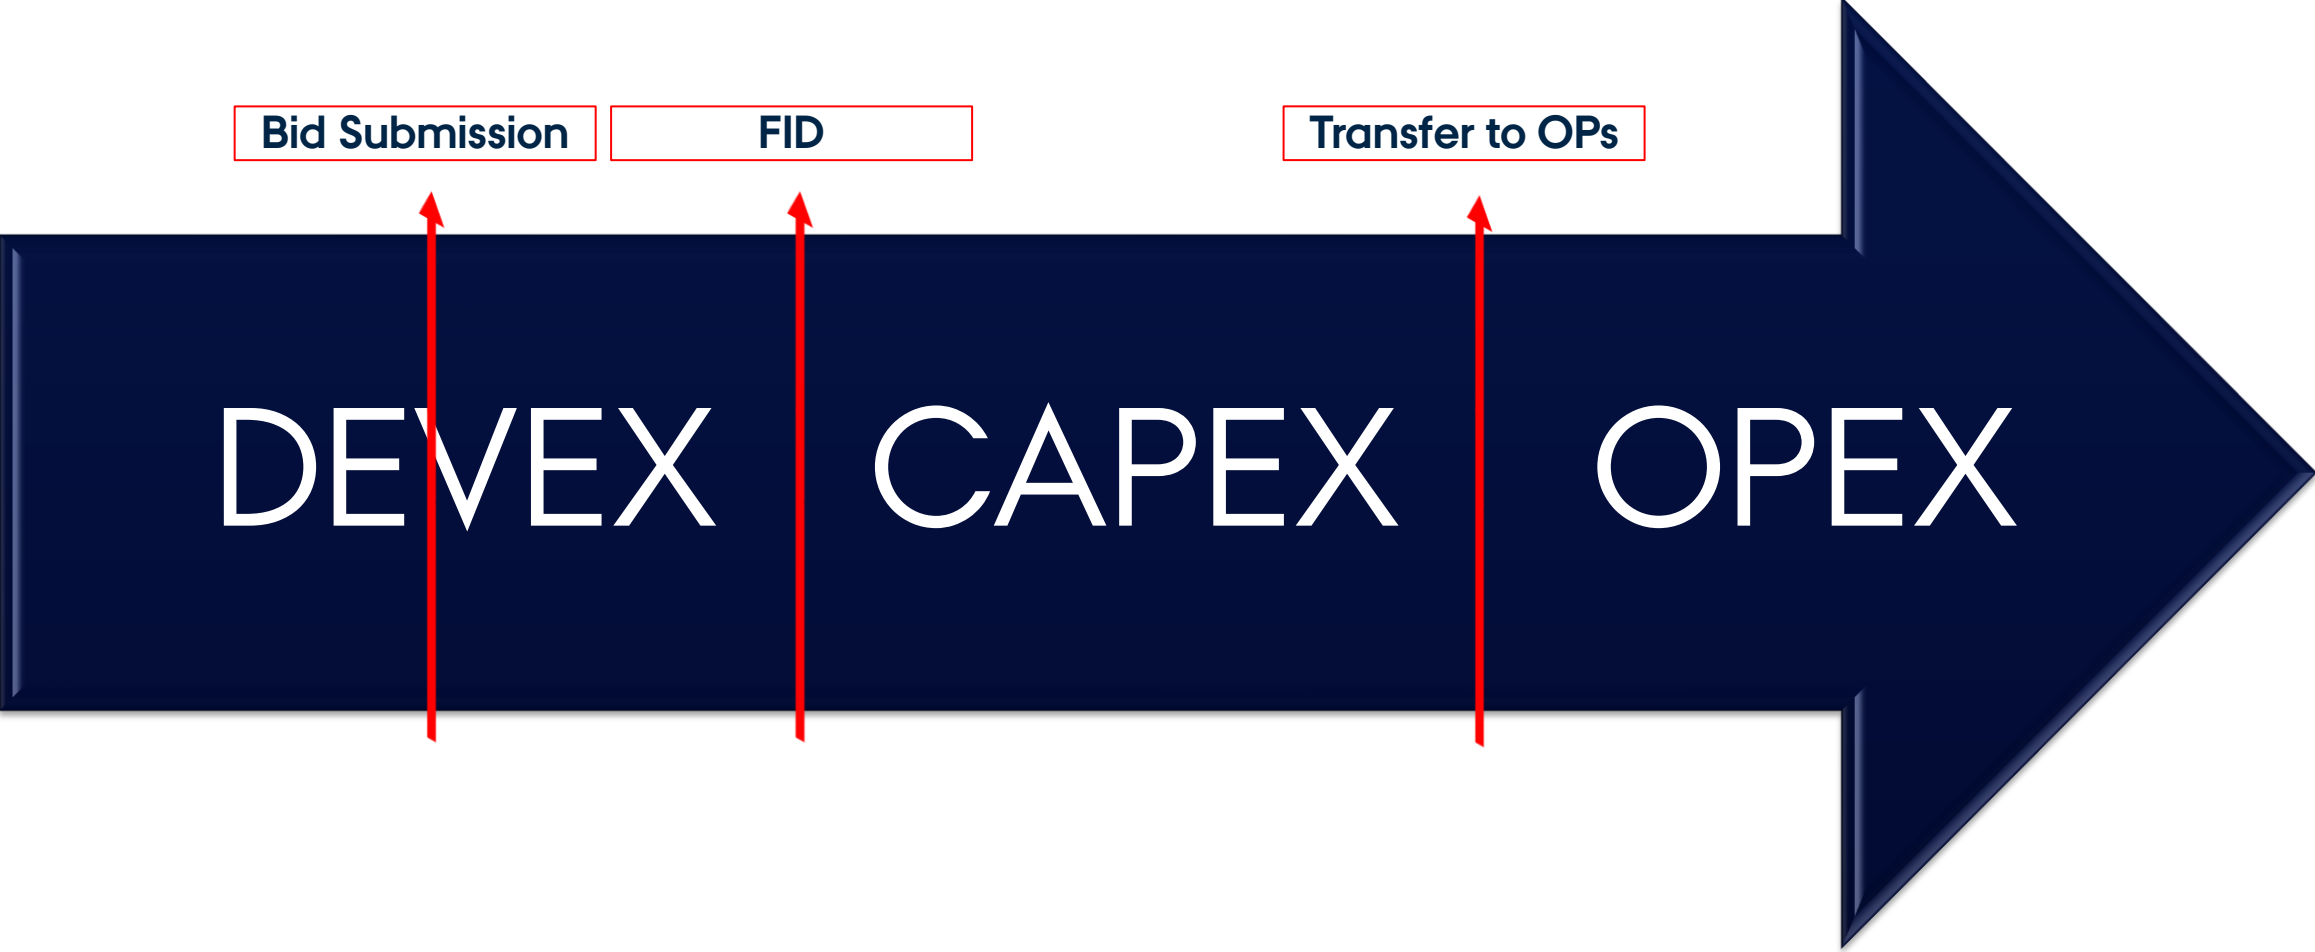 Bid Submission
FID
Transfer to OPs
DEVEX
CAPEX
OPEX